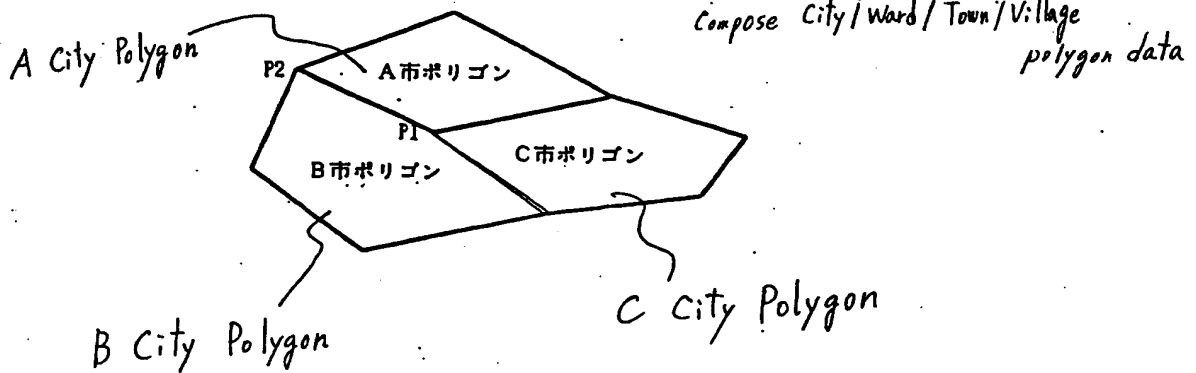 Compose City/Ward/Town/Village
polygon data
A City Polygon
P2
A市ポリゴン
P1
C市ポリゴン
B市ポリゴン
C City Polygon
B City Polygon